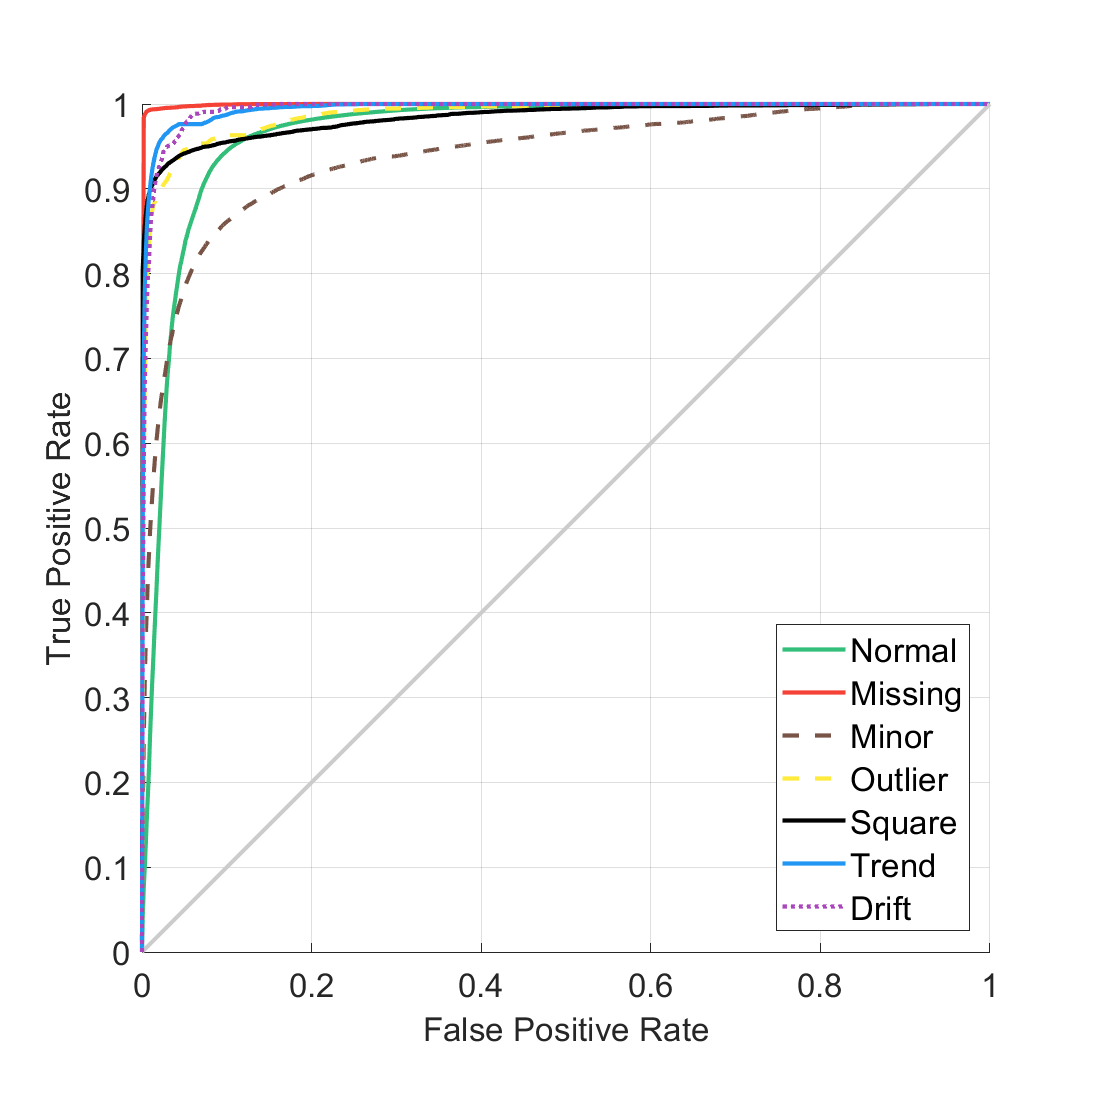 1
0.9
0.8
0.7
0.6
0.5
0.4
0.3
0.2
0.1
0
True Positive Rate
Normal
Missing
Minor
Outlier
Square
Trend
Drift
0 0.2 0.4 0.6 0.8 1
False Positive Rate